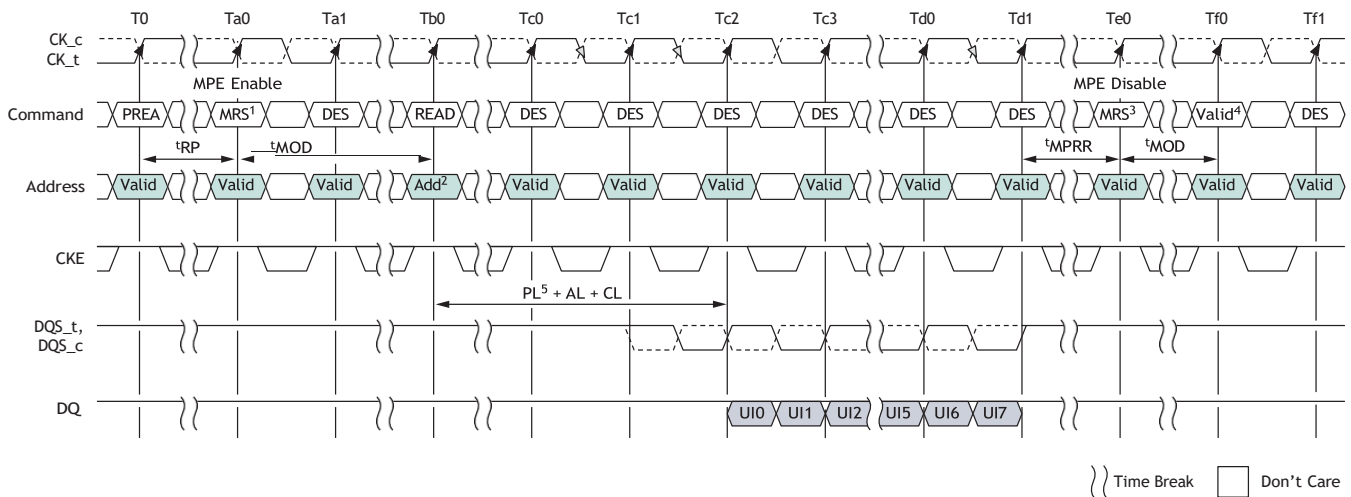 T0 Ta0 Ta1 Tb0 Tc0 Tc1 Tc2 Tc3 Td0 Td1 Te0 Tf0 Tf1
CK_c
CK_t
MPE Enable MPE Disable
Command PREA MRS1 DES READ DES DES DES DES DES DES MRS3 Valid4 DES
tRP tMOD tMPRR tMOD
Address Valid Valid Valid Add2 Valid Valid Valid Valid Valid Valid Valid Valid Valid
CKE
PL5 + AL + CL
DQS_t,
DQS_c
DQ UI0 UI1 UI2 UI5 UI6 UI7
Time Break Don't Care